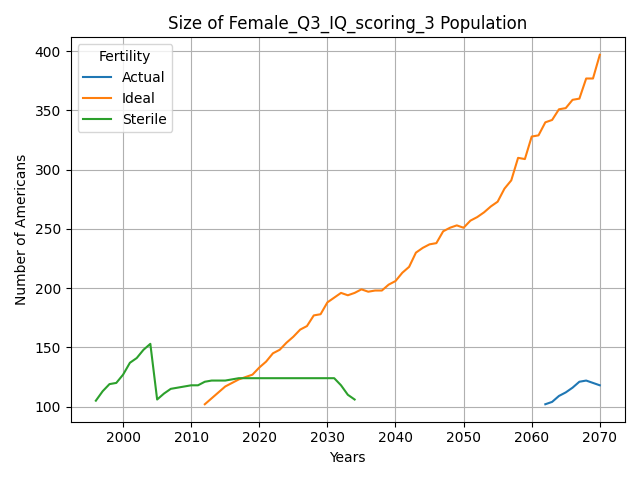 Size of Female_Q3_IQ_scoring_3 Population
Fertility
Actual
Ideal
Sterile
Number of Americans
400
350
300
250
200
150
100
2000 2010 2020 2030 2040 2050 2060 2070
Years